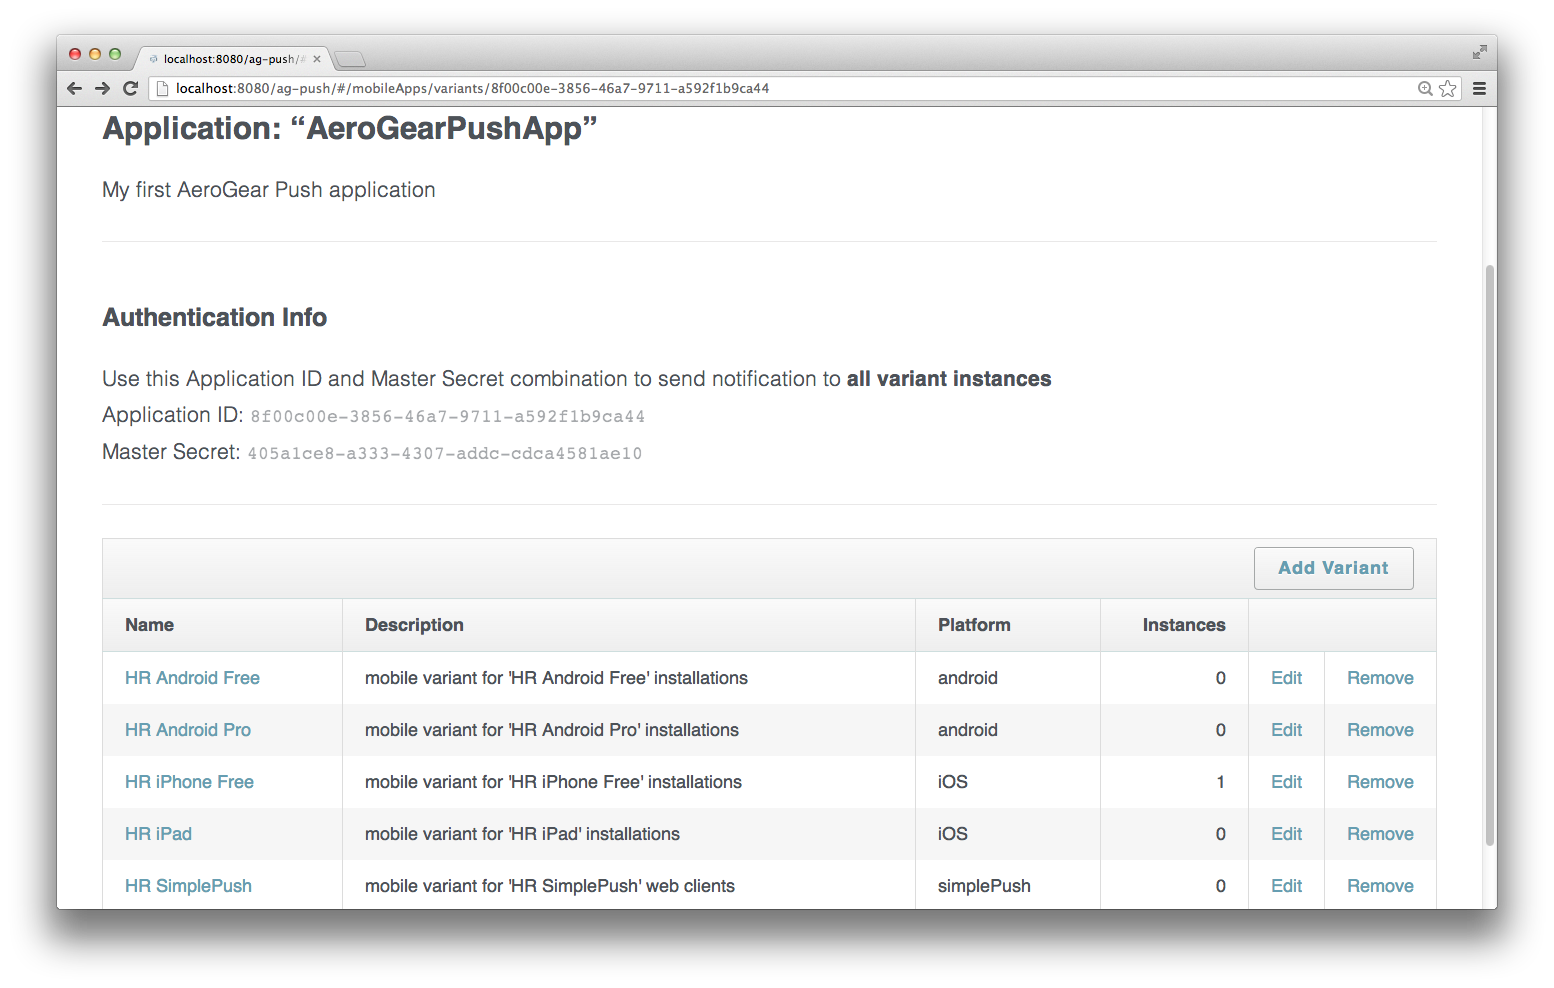 localhost:8080/ag-push/#
localhost:8080/ag-push/#/mobileApps/variants/8f00c00e-3856-46a7-9711-a592f1b9ca44
Application: “AeroGearPushApp”
My first AeroGear Push application
Authentication Info
Use this Application ID and Master Secret combination to send notification to all variant instances
Application ID: 8f00c00e-3856-46a7-9711-a592f1b9ca44
Master Secret: 405a1ce8-a333-4307-addc-cdca4581ae10
Add Variant
Name Description Platform Instances
HR Android Free mobile variant for 'HR Android Free' installations android 0 Edit Remove
HR Android Pro mobile variant for 'HR Android Pro' installations android 0 Edit Remove
HR iPhone Free mobile variant for 'HR iPhone Free' installations iOS 1 Edit Remove
HR iPad mobile variant for 'HR iPad' installations iOS 0 Edit Remove
HR SimplePush mobile variant for 'HR SimplePush' web clients simplePush 0 Edit Remove